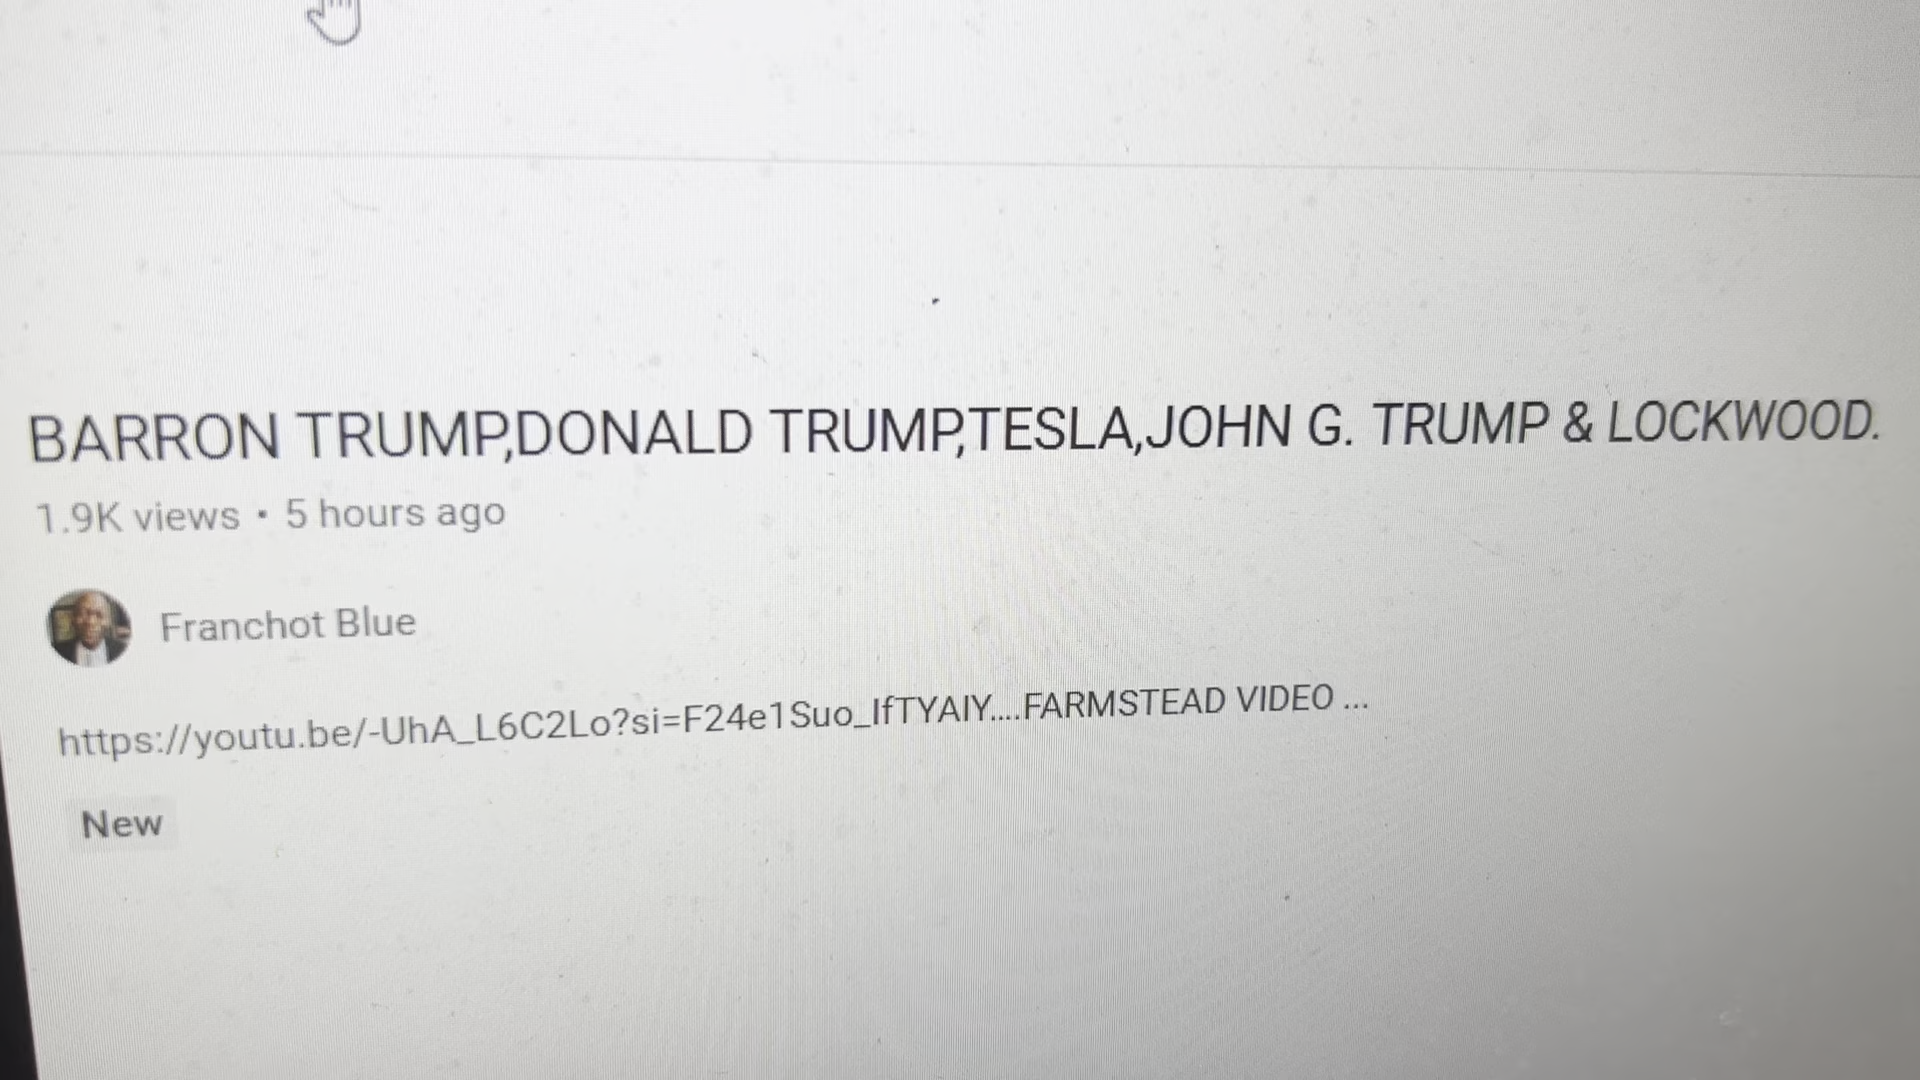 BARRON TRUMP,DONALD TRUMP,TESLA,JOHN G. TRUMP & LOCKWOOD.
1.9K views • 5 hours ago
Franchot Blue
https://youtu.be/-UhA_L6C2Lo?si=F24e1Suo_IfTYAIY....FARMSTEAD VIDEO ...
New